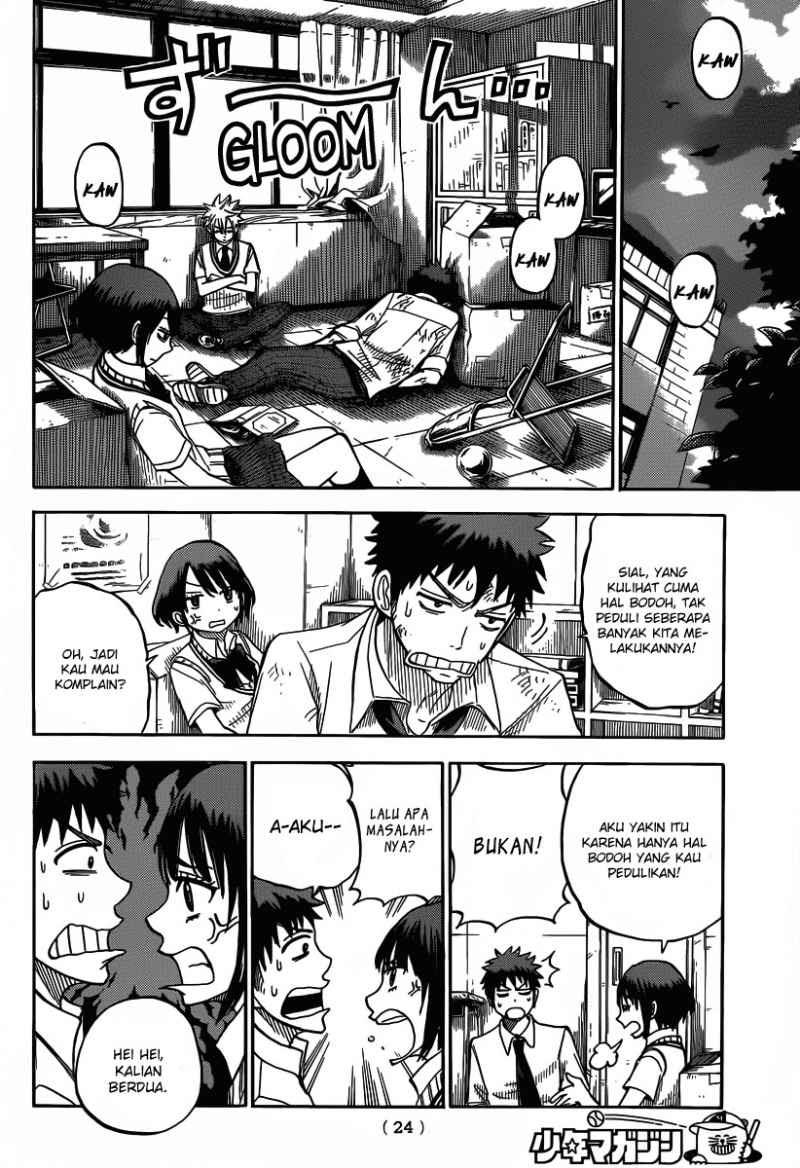 KAW
KAW
ずーん...
GLOOM
KAW
KAW
KAW
SIAL, YANG
KULIHAT CUMA
HAL BODOH, TAK
PEDULI SEBERAPA
BANYAK KITA ME-
LAKUKANNYA!
OH, JADI
KAU MAU
KOMPLAIN?
AKU YAKIN ITU
KARENA HANYA HAL
BODOH YANG KAU
PEDULIKAN!
BUKAN!
LALU APA
MASALAH-
NYA?
A-AKU--
HEI HEI,
KALIAN
BERDUA.
( 24 )
少年マガジン